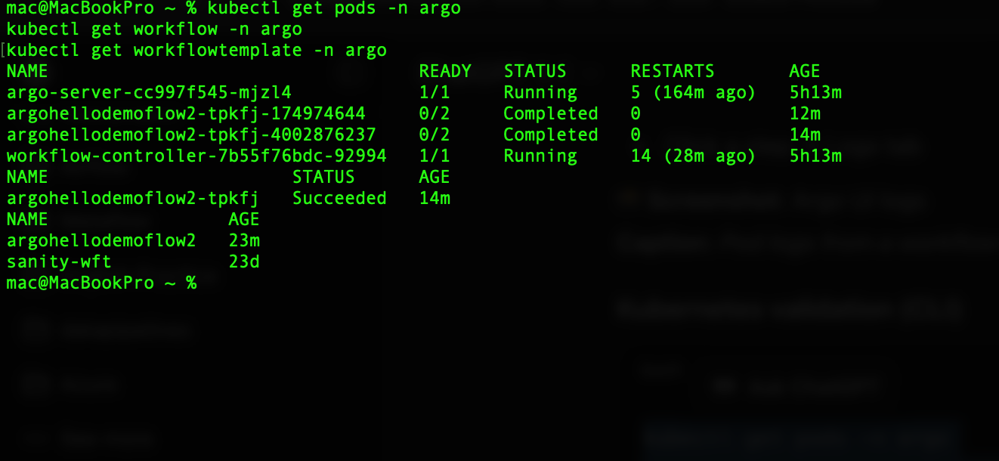 mac@MacBookPro ~ % kubectl get pods -n argo
kubectl get workflow -n argo
[kubectl get workflowtemplate -n argo
NAME READY STATUS RESTARTS AGE
argo-server-cc997f545-mjzl4 1/1 Running 5 (164m ago) 5h13m
argohellodemoflow2-tpkfj-174974644 0/2 Completed 0 12m
argohellodemoflow2-tpkfj-4002876237 0/2 Completed 0 14m
workflow-controller-7b55f76bdc-92994 1/1 Running 14 (28m ago) 5h13m
NAME STATUS AGE
argohellodemoflow2-tpkfj Succeeded 14m
NAME AGE
argohellodemoflow2 23m
sanity-wft 23d
mac@MacBookPro ~ %